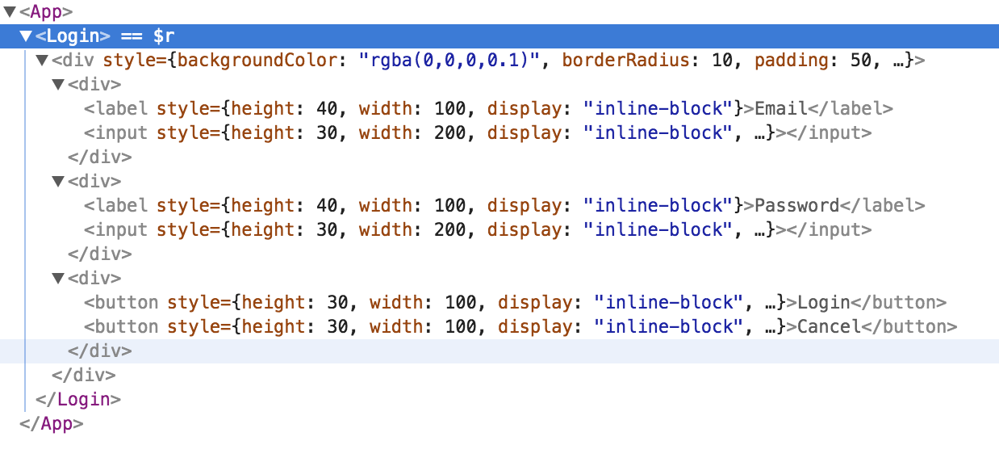 ▼<App>
▼<Login> == $r
▼<div style={backgroundColor: "rgba(0,0,0,0.1)", borderRadius: 10, padding: 50, …}>
▼<div>
<label style={height: 40, width: 100, display: "inline-block"}>Email</label>
<input style={height: 30, width: 200, display: "inline-block", …}></input>
</div>
▼<div>
<label style={height: 40, width: 100, display: "inline-block"}>Password</label>
<input style={height: 30, width: 200, display: "inline-block", …}></input>
</div>
▼<div>
<button style={height: 30, width: 100, display: "inline-block", …}>Login</button>
<button style={height: 30, width: 100, display: "inline-block", …}>Cancel</button>
</div>
</div>
</Login>
</App>